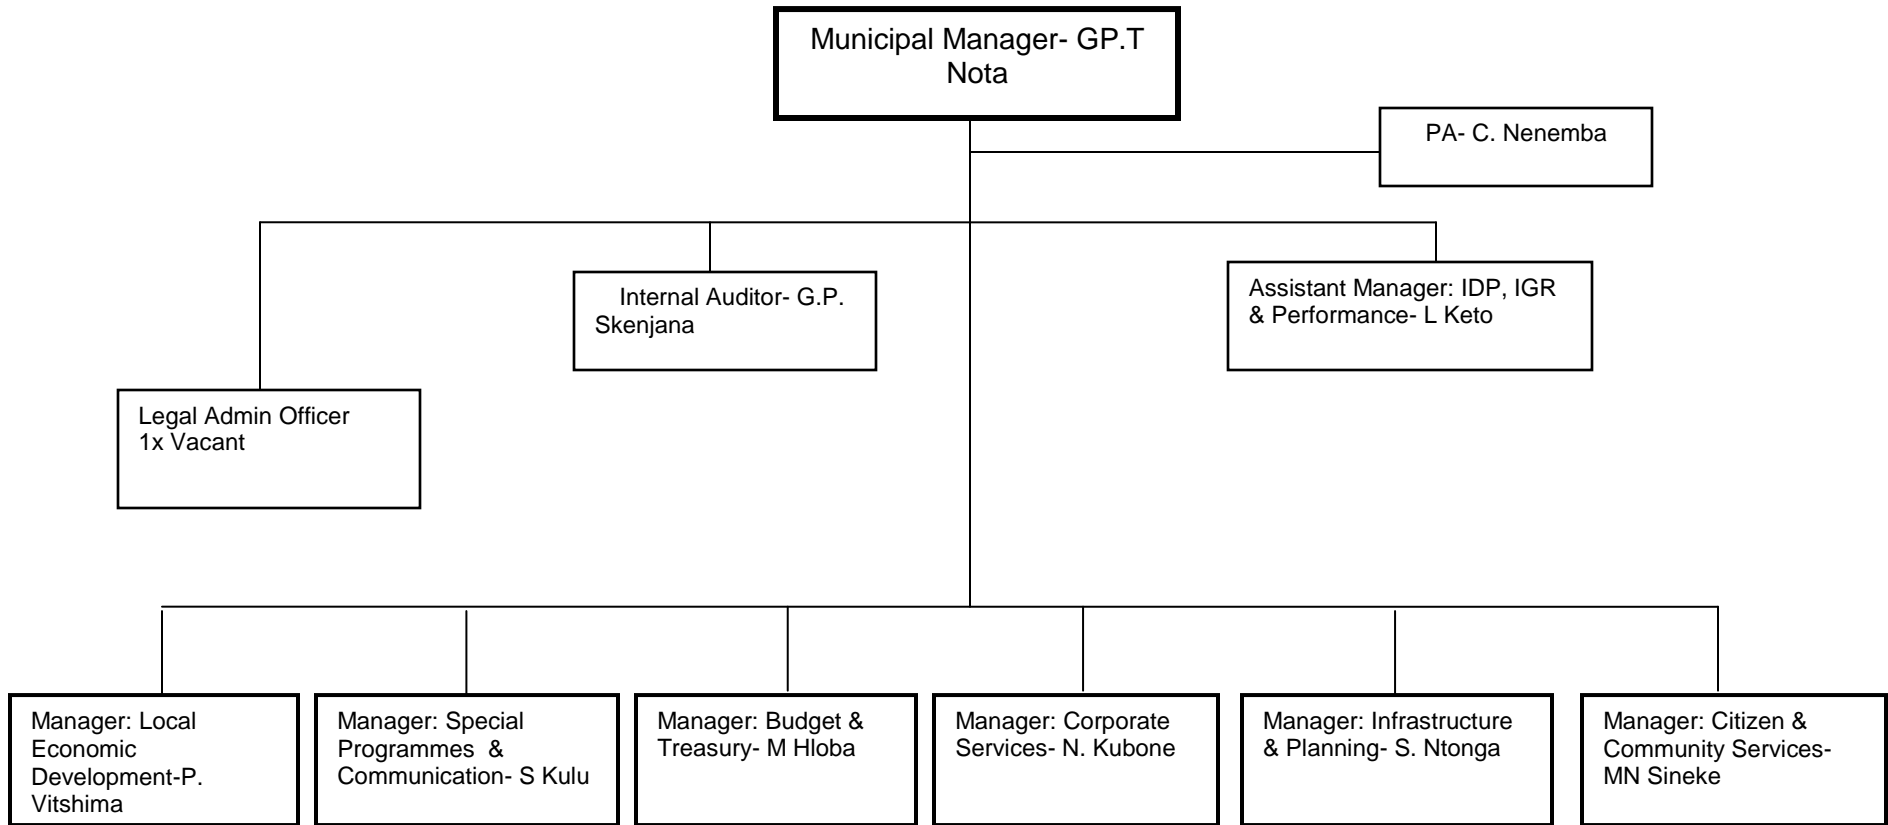 Municipal Manager- GP.T
Nota
PA- C. Nenemba
Internal Auditor- G.P.
Skenjana
Assistant Manager: IDP, IGR
& Performance- L Keto
Legal Admin Officer
1x Vacant
Manager: Local
Economic
Development-P.
Vitshima
Manager: Special
Programmes  &
Communication- S Kulu
Manager: Budget &
Treasury- M Hloba
Manager: Corporate
Services- N. Kubone
Manager: Infrastructure
& Planning- S. Ntonga
Manager: Citizen &
Community Services-
MN Sineke